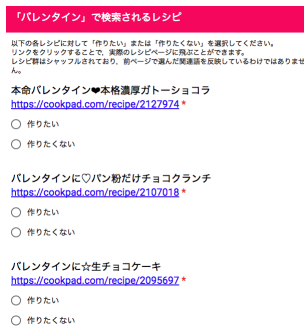 「バレンタイン」で検索されるレシピ
以下の各レシピに対して「作りたい」または「作りたくない」を選択してください。
リンクをクリックすることで、実際のレシピページに飛ぶことができます。
レシピ群はシャッフルされており、前ページで選んだ関連語を反映しているわけではありませ
ん。
本命バレンタイン❤本格濃厚ガトーショコラ
https://cookpad.com/recipe/2127974 *
作りたい
作りたくない
バレンタインに♡パン粉だけチョコクランチ
https://cookpad.com/recipe/2107018 *
作りたい
作りたくない
バレンタインに☆生チョコケーキ
https://cookpad.com/recipe/2095697 *
作りたい
作りたくない